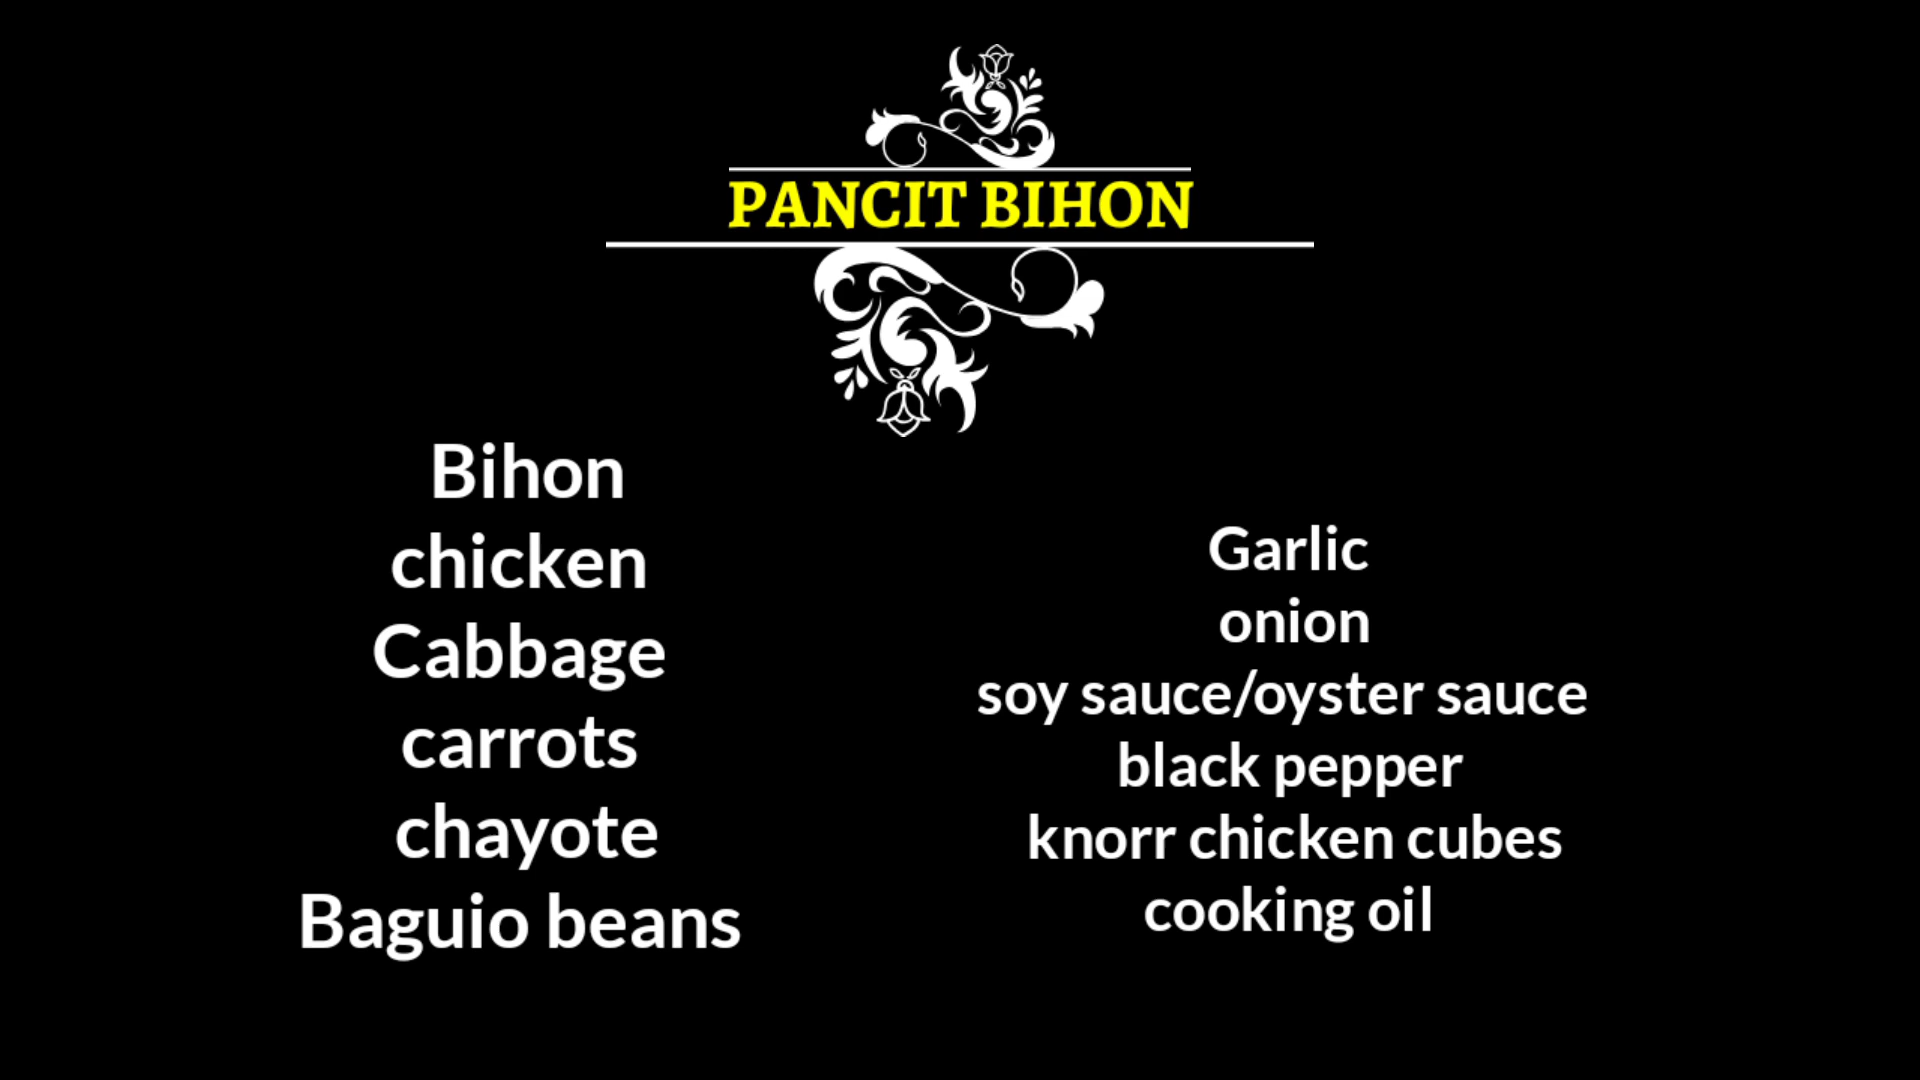 PANCIT BIHON
Bihon
chicken
Cabbage
carrots
chayote
Baguio beans
Garlic
onion
soy sauce/oyster sauce
black pepper
knorr chicken cubes
cooking oil